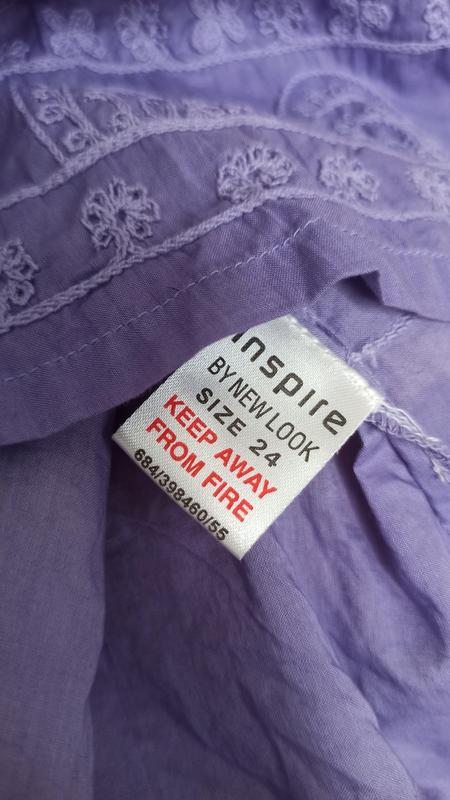 inspire
BY NEW LOOK
SIZE 24
KEEP AWAY
FROM FIRE
684/398460/55